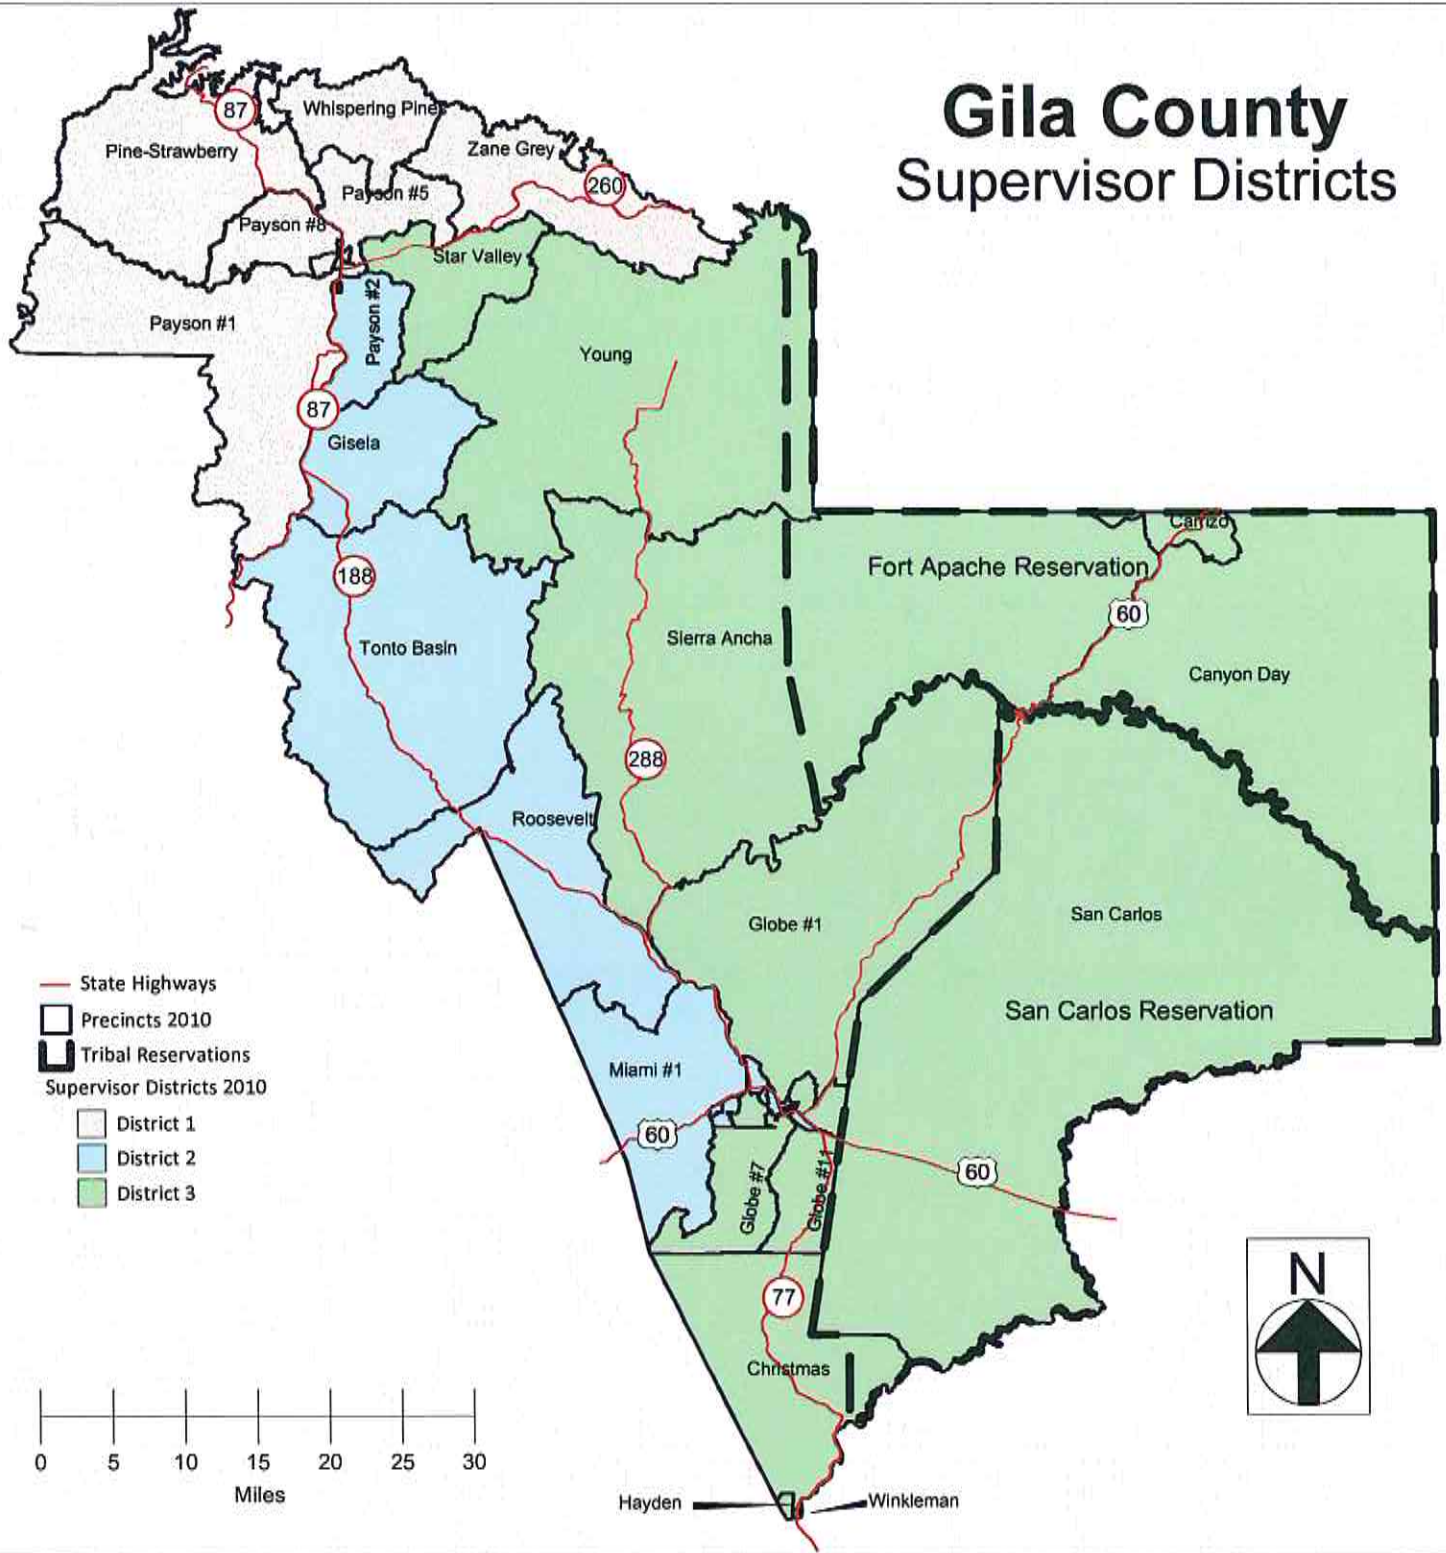 Gila County
Supervisor Districts
87
Whispering Pines
Pine-Strawberry
Zane Grey
260
Payson #5
Payson #8
Star Valley
Payson #2
Payson #1
Young
87
Gisela
Carrizo
Fort Apache Reservation
188
60
Sierra Ancha
Tonto Basin
Canyon Day
288
Roosevelt
Globe #1
San Carlos
San Carlos Reservation
State Highways
Precincts 2010
Tribal Reservations
Supervisor Districts 2010
District 1
District 2
District 3
Miami #1
60
60
Globe #7
Globe #11
77
N
Christmas
0 5 10 15 20 25 30
Miles
Hayden
Winkleman